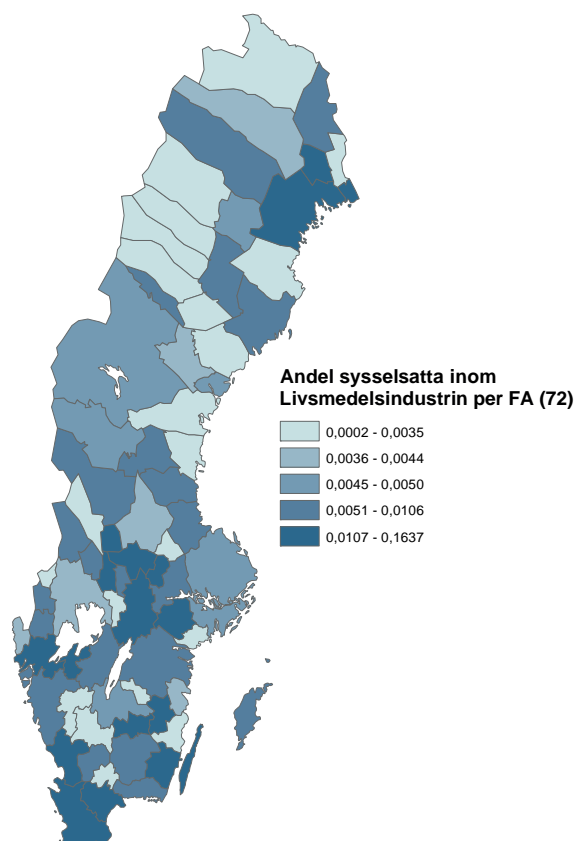 Andel sysselsatta inom
Livsmedelsindustrin per FA (72)
0,0002 - 0,0035
0,0036 - 0,0044
0,0045 - 0,0050
0,0051 - 0,0106
0,0107 - 0,1637